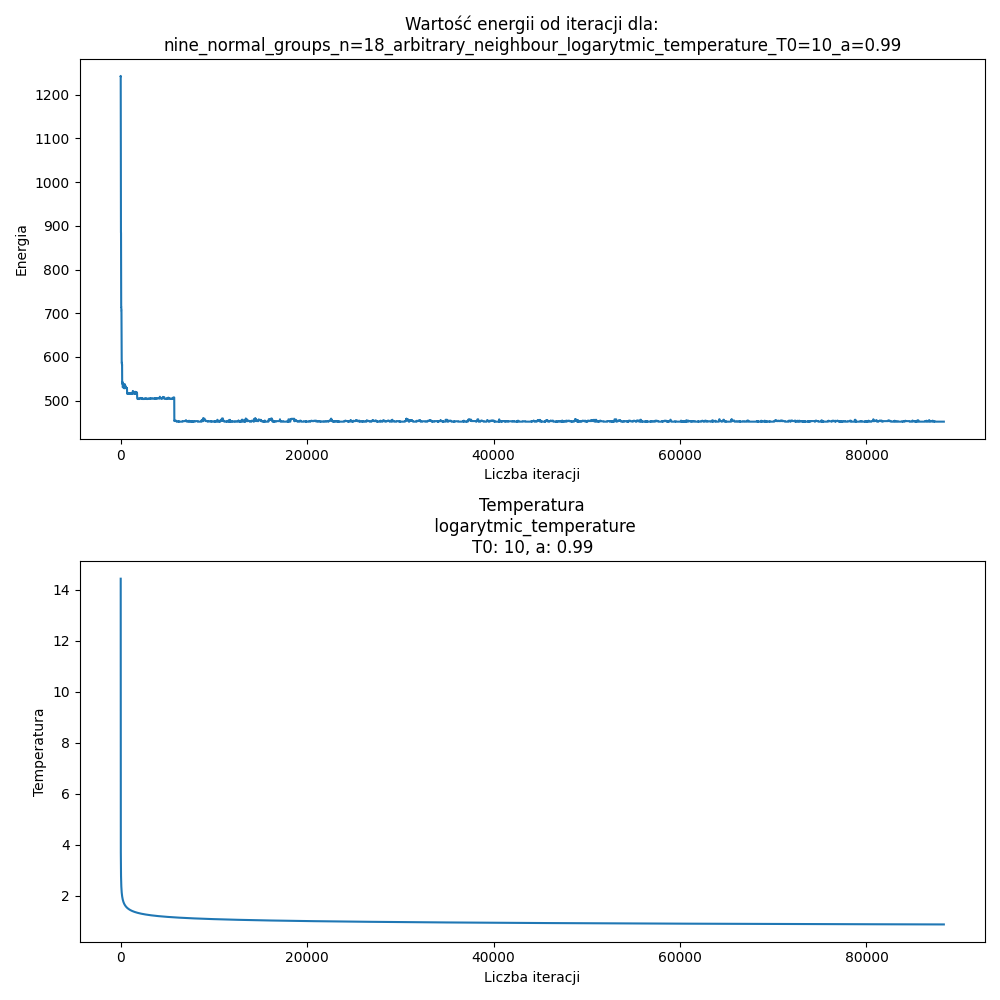 Wartość energii od iteracji dla:
nine_normal_groups_n=18_arbitrary_neighbour_logarytmic_temperature_T0=10_a=0.99
1200
1100
1000
900
800
700
600
500
Energia
0
20000
40000
60000
80000
Liczba iteracji
Temperatura
logarytmic_temperature
T0: 10, a: 0.99
14
12
10
8
6
4
2
Temperatura
0
20000
40000
60000
80000
Liczba iteracji